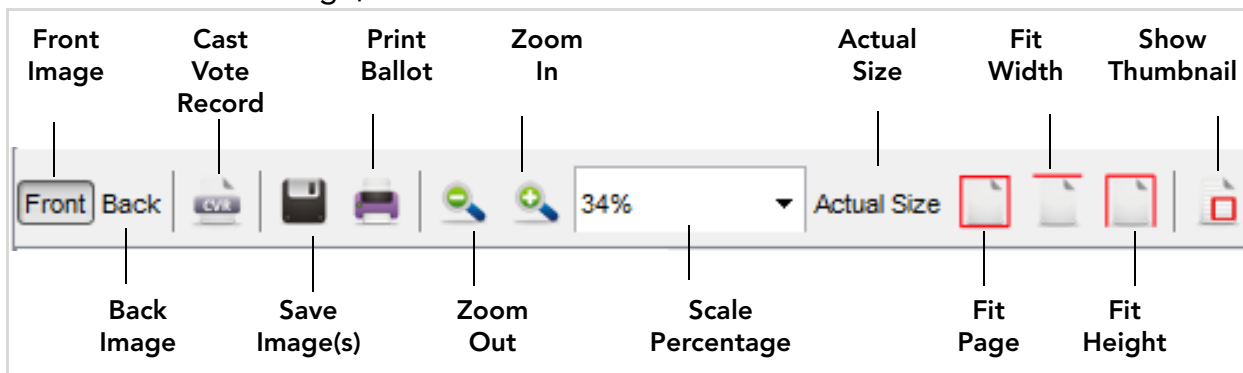 Front Cast Print Zoom Actual Fit Show
Image Vote Ballot In Size Width Thumbnail
Record
Front Back CVR 34% Actual Size
Back Save Zoom Scale Fit Fit
Image Image(s) Out Percentage Page Height